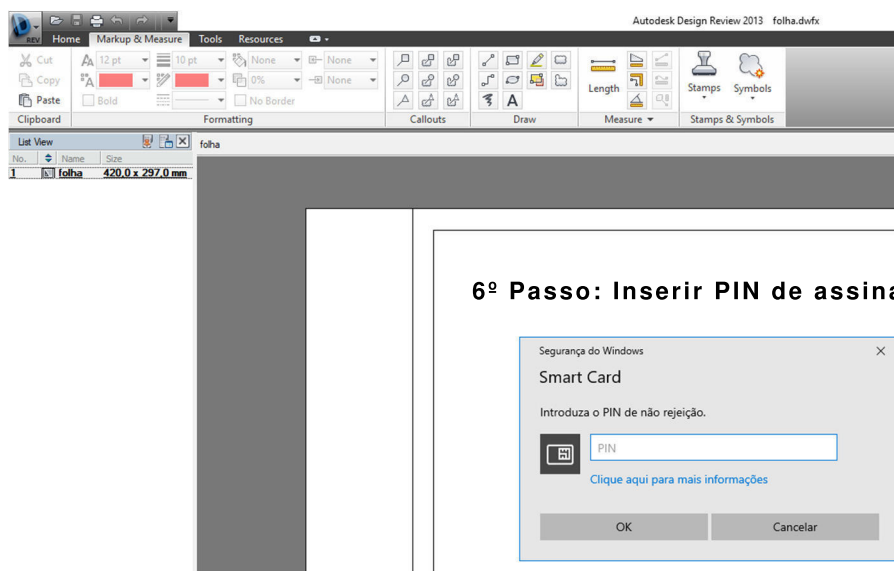 Autodesk Design Review 2013 folha.dwfx
REV Home Markup & Measure Tools Resources
Cut 12 pt 10 pt None None
Copy 0% None
Paste Bold No Border
Length Stamps Symbols
Clipboard Formatting Callouts Draw Measure Stamps & Symbols
List View
folha
No. Name Size
1 folha 420,0 x 297,0 mm
6º Passo: Inserir PIN de assina
Segurança do Windows
Smart Card
Introduza o PIN de não rejeição.
PIN
Clique aqui para mais informações
OK Cancelar